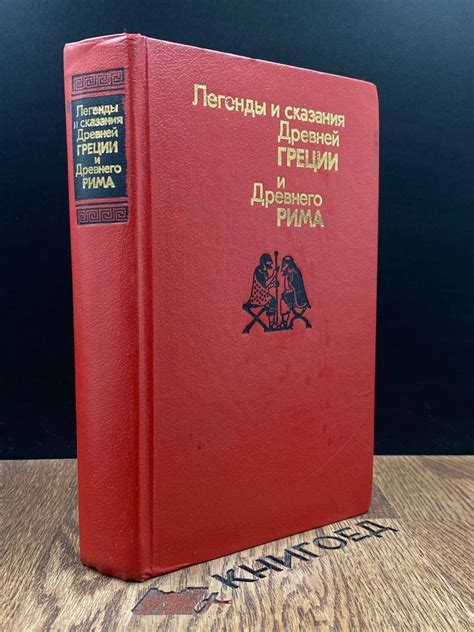 Легенды
и сказания
Древней
ГРЕЦИИ
и
Древнего
РИМА
Легенды и сказания
Древней
ГРЕЦИИ
и
Древнего
РИМА
КНИГОЕД